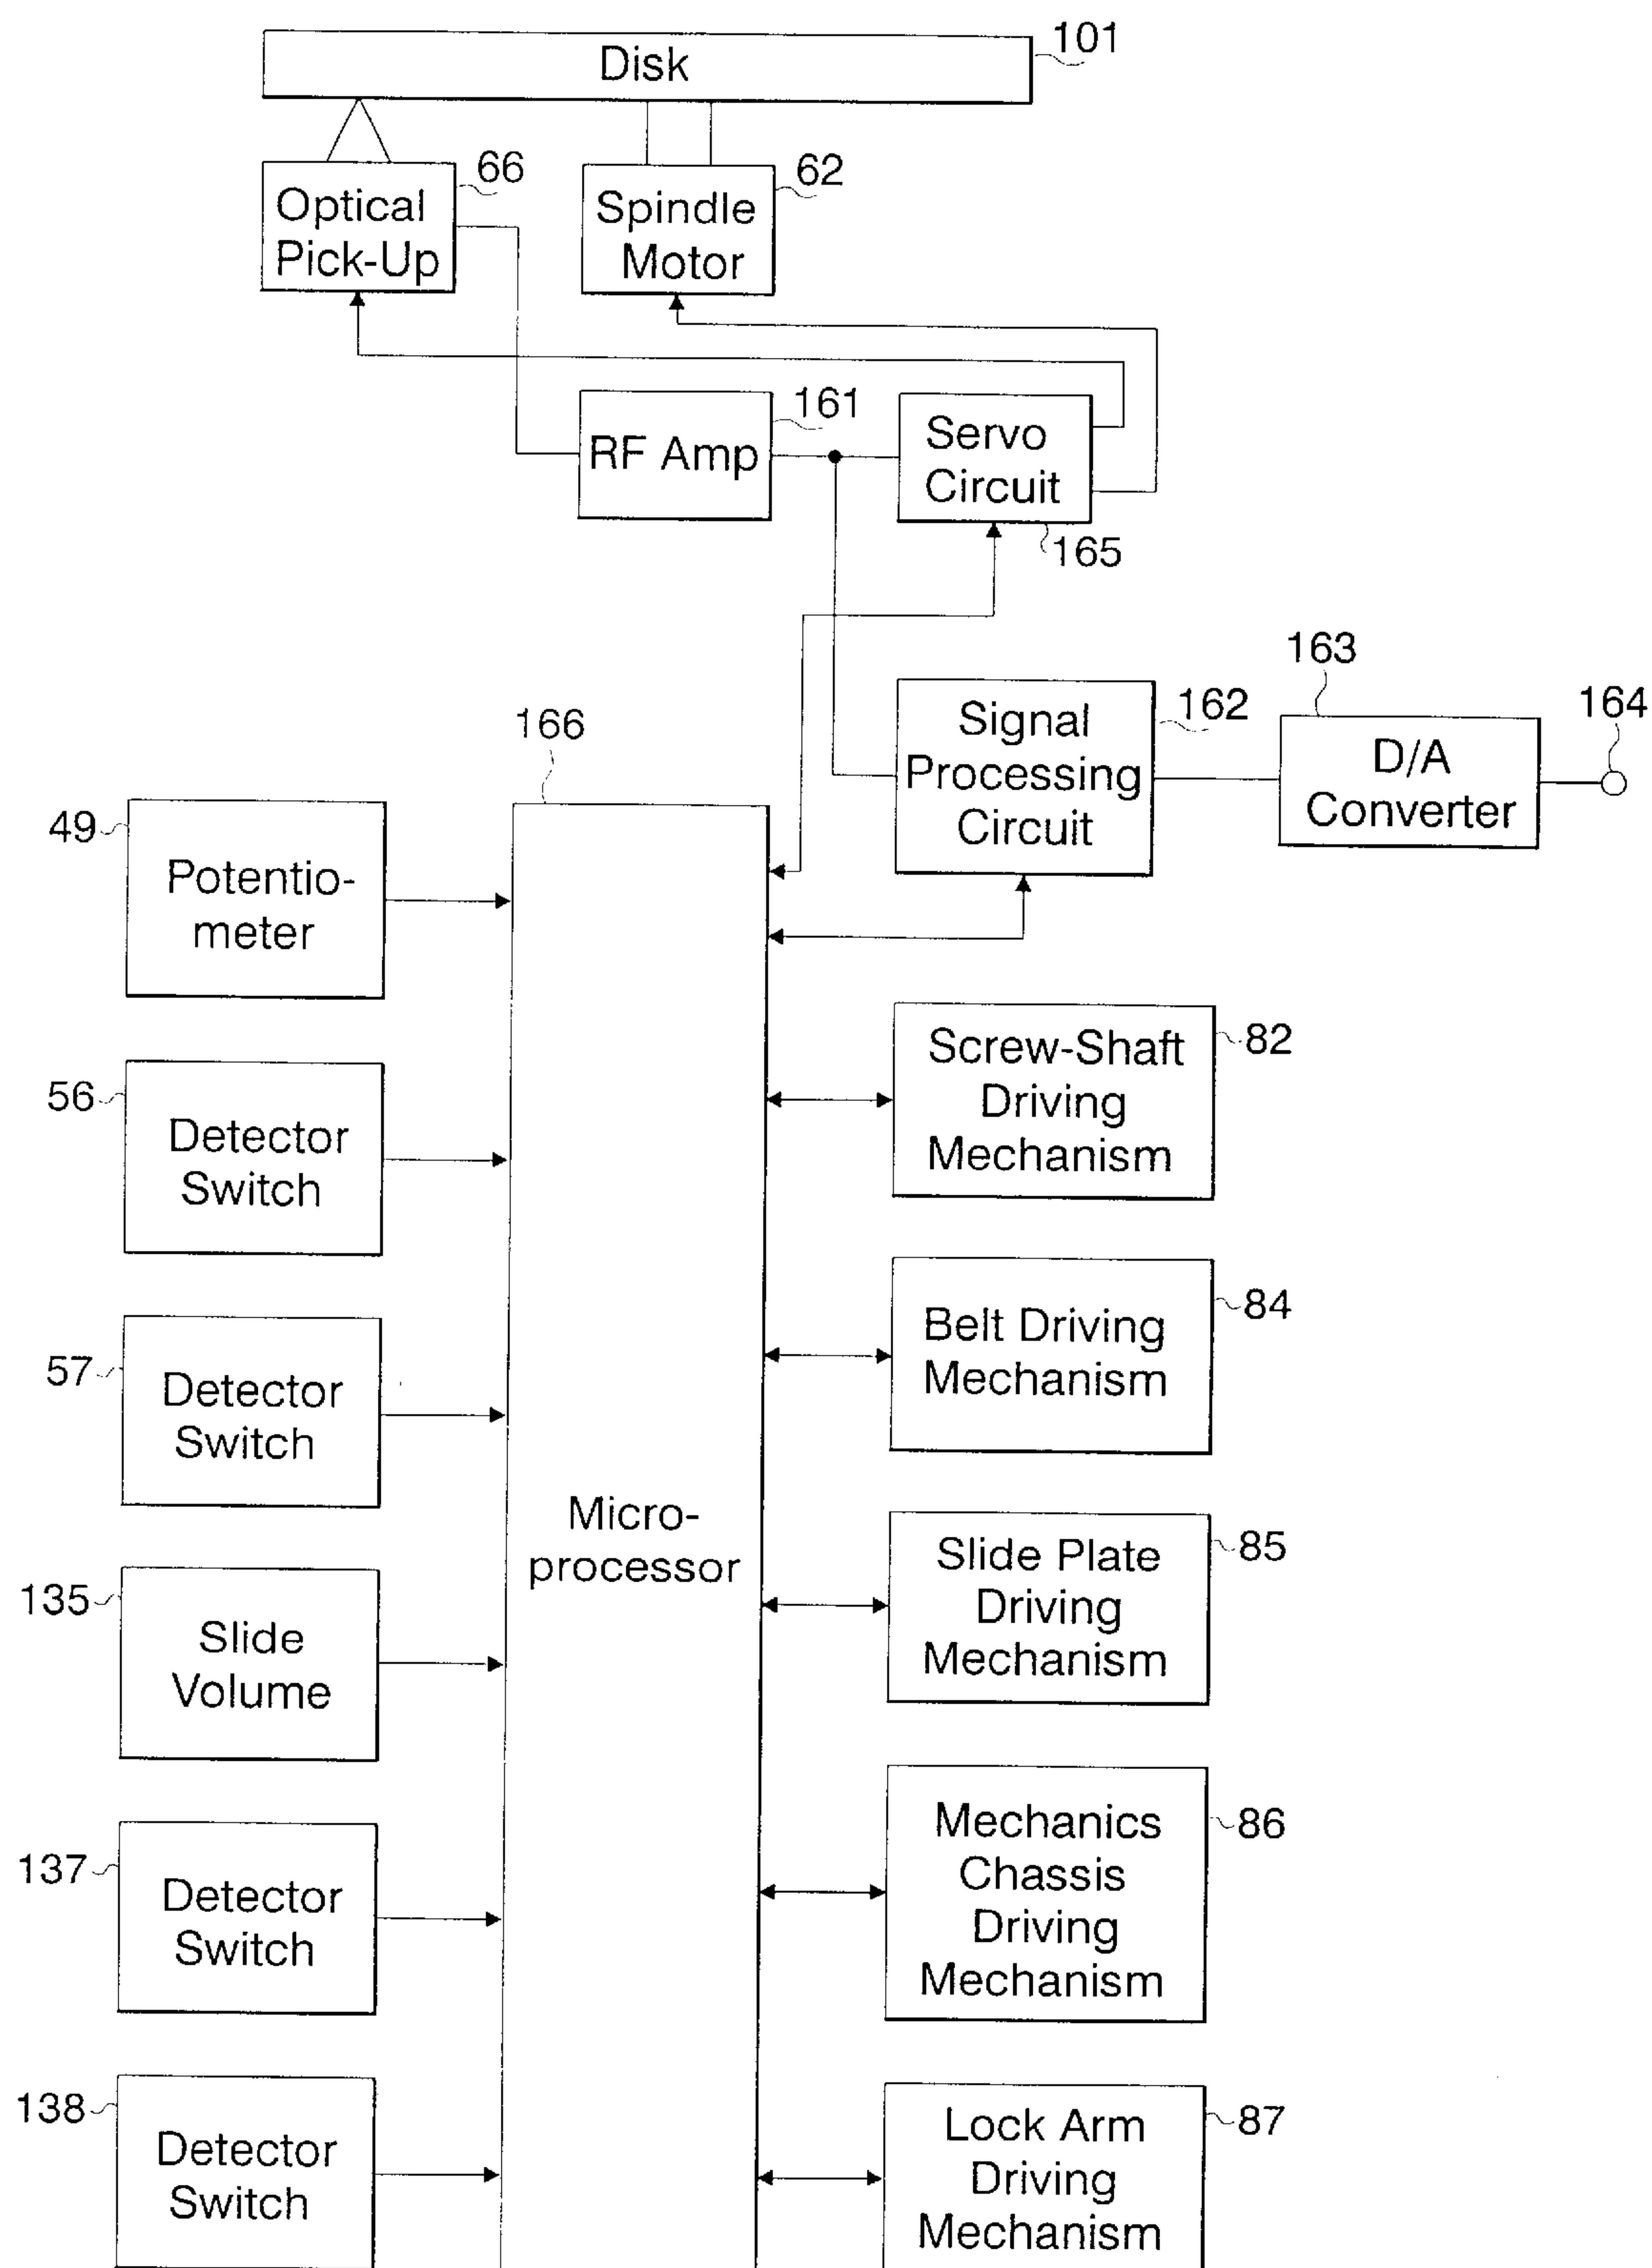 101
Disk
66
62
Optical
Pick-Up
Spindle
Motor
161
RF Amp
Servo
Circuit
165
163
164
162
Signal
Processing
Circuit
D/A
Converter
166
49
Potentio-
meter
82
Screw-Shaft
Driving
Mechanism
56
Detector
Switch
84
Belt Driving
Mechanism
57
Detector
Switch
Micro-
processor
85
Slide Plate
Driving
Mechanism
135
Slide
Volume
86
Mechanics
Chassis
Driving
Mechanism
137
Detector
Switch
138
Detector
Switch
87
Lock Arm
Driving
Mechanism